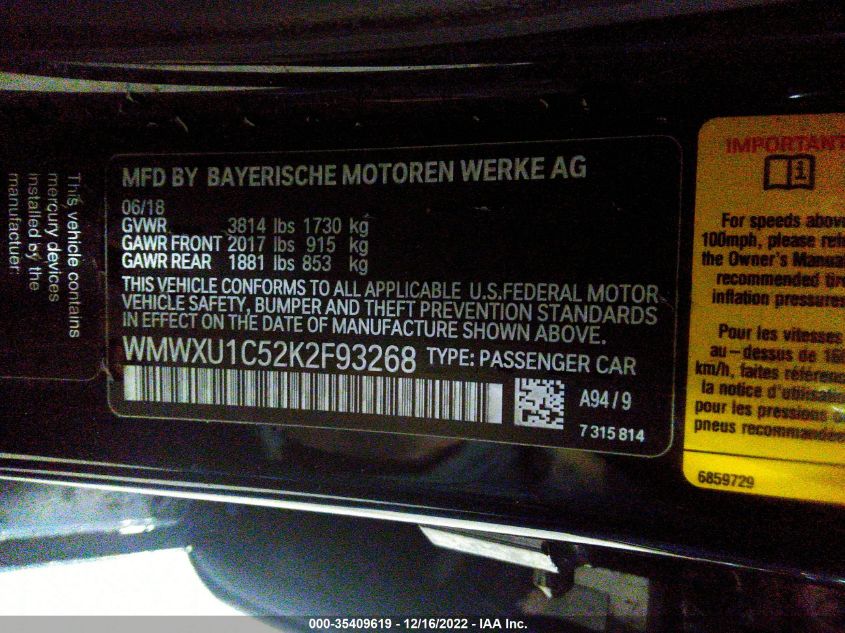 This vehicle contains
mercury devices
installed by the
manufactuer:
MFD BY BAYERISCHE MOTOREN WERKE AG
06/18
GVWR 3814 lbs 1730 kg
GAWR FRONT 2017 lbs 915 kg
GAWR REAR 1881 lbs 853 kg
THIS VEHICLE CONFORMS TO ALL APPLICABLE U.S.FEDERAL MOTOR
VEHICLE SAFETY, BUMPER AND THEFT PREVENTION STANDARDS
IN EFFECT ON THE DATE OF MANUFACTURE SHOWN ABOVE.
WMWXU1C52K2F93268 TYPE: PASSENGER CAR
A94/9
7 315 814
IMPORTANT
For speeds above
100mph, please
the Owner's Manual
recommended
inflation pressures
Pour les vitesses
au-dessus de
km/h, faites
la notice d'utilisation
pour les pressions
pneus
6859729
000-35409619 - 12/16/2022 - IAA Inc.